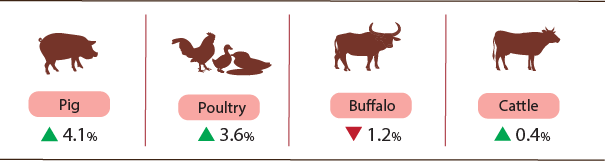 Pig
Poultry
Buffalo
Cattle
4.1%
3.6%
1.2%
0.4%